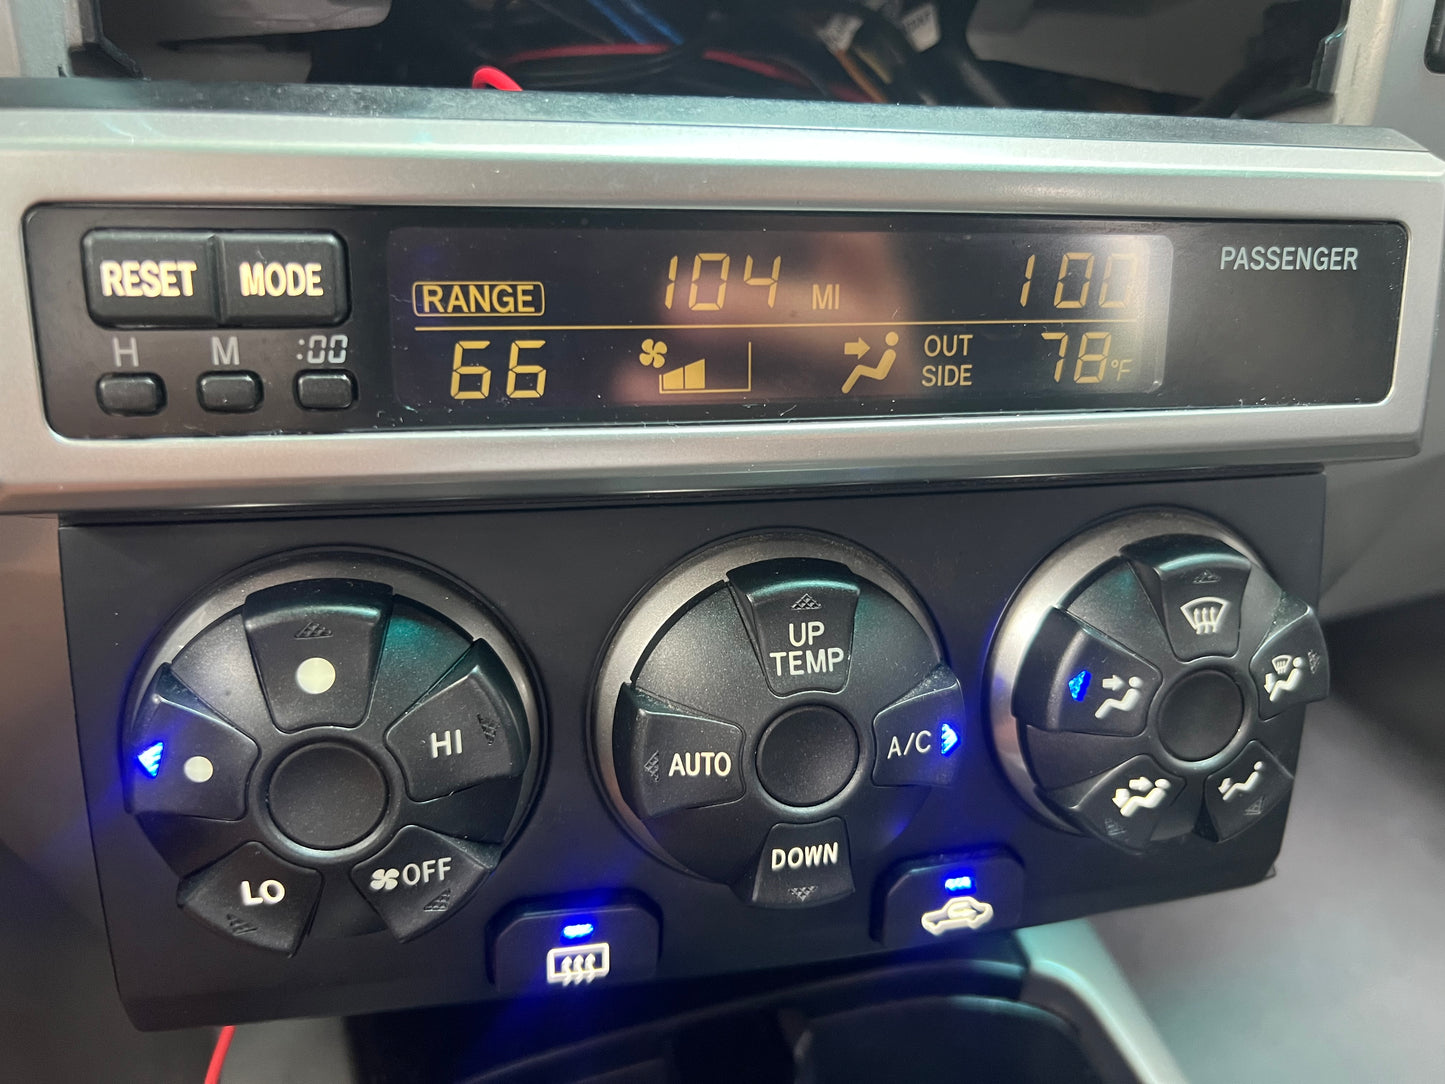 RESET MODE
H M :00
RANGE 104 MI 100
66 OUT SIDE 78°F
PASSENGER
HI
LO
OFF
UP
TEMP
AUTO
A/C
DOWN